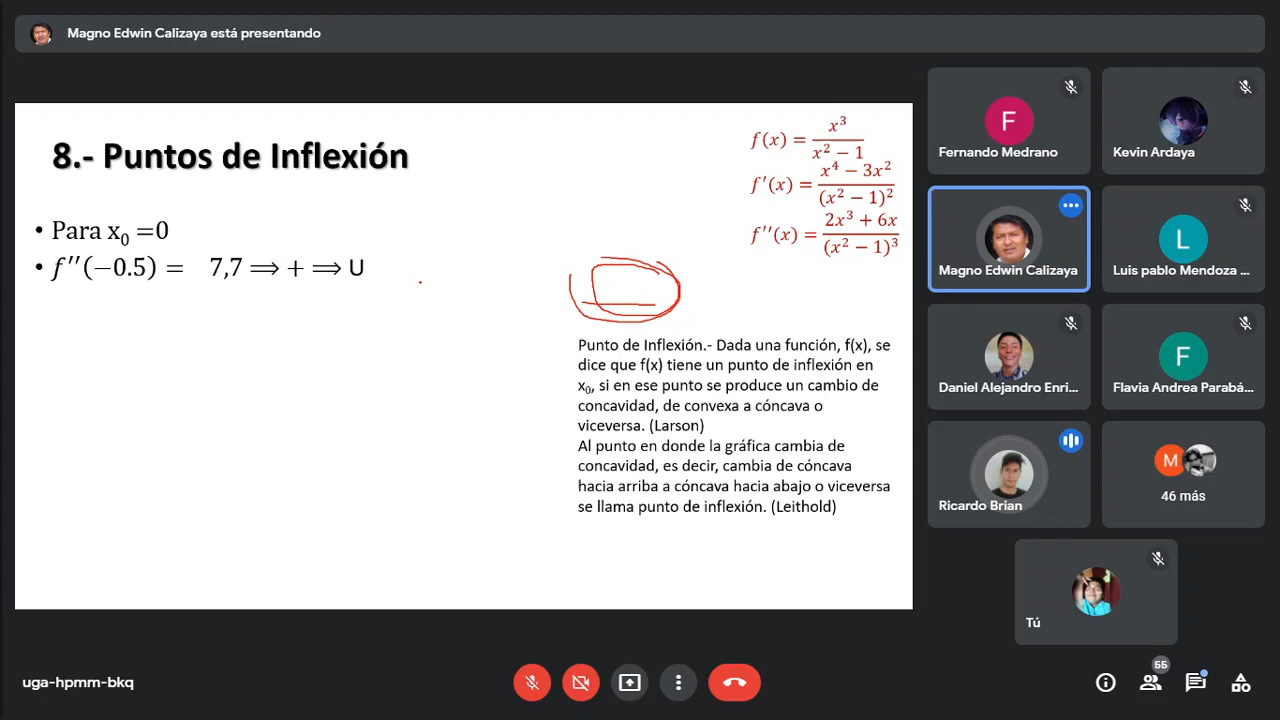 Magno Edwin Calizaya está presentando
8.- Puntos de Inflexión
• Para x₀ =0
• f′′(−0.5) = 7,7 ⟹ + ⟹ U
f(x) = x³ / (x² − 1)
f′(x) = (x⁴ − 3x²) / (x² − 1)²
f′′(x) = (2x³ + 6x) / (x² − 1)³
Punto de Inflexión.- Dada una función, f(x), se
dice que f(x) tiene un punto de inflexión en
x₀, si en ese punto se produce un cambio de
concavidad, de convexa a cóncava o
viceversa. (Larson)
Al punto en donde la gráfica cambia de
concavidad, es decir, cambia de cóncava
hacia arriba a cóncava hacia abajo o viceversa
se llama punto de inflexión. (Leithold)
F
Fernando Medrano
Kevin Ardaya
Magno Edwin Calizaya
L
Luis pablo Mendoza ...
Daniel Alejandro Enri...
F
Flavia Andrea Parabá...
Ricardo Brian
M
46 más
Tú
uga-hpmm-bkq
55